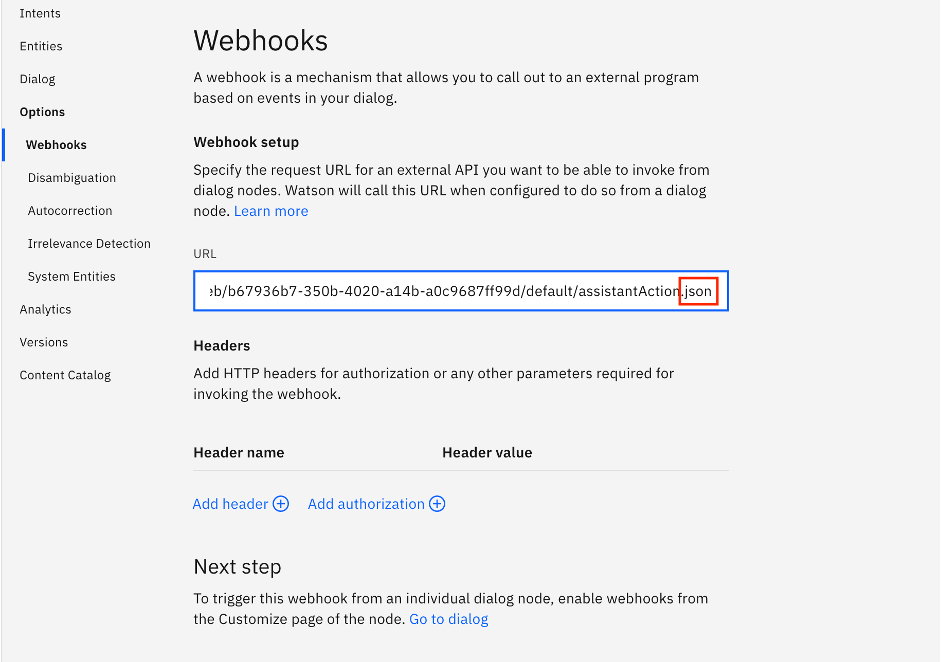 Intents
Entities
Dialog
Options
Webhooks
Disambiguation
Autocorrection
Irrelevance Detection
System Entities
Analytics
Versions
Content Catalog
Webhooks
A webhook is a mechanism that allows you to call out to an external program
based on events in your dialog.
Webhook setup
Specify the request URL for an external API you want to be able to invoke from
dialog nodes. Watson will call this URL when configured to do so from a dialog
node. Learn more
URL
eb/b67936b7-350b-4020-a14b-a0c9687ff99d/default/assistantAction.json
Headers
Add HTTP headers for authorization or any other parameters required for
invoking the webhook.
Header name Header value
Add header Add authorization
Next step
To trigger this webhook from an individual dialog node, enable webhooks from
the Customize page of the node. Go to dialog